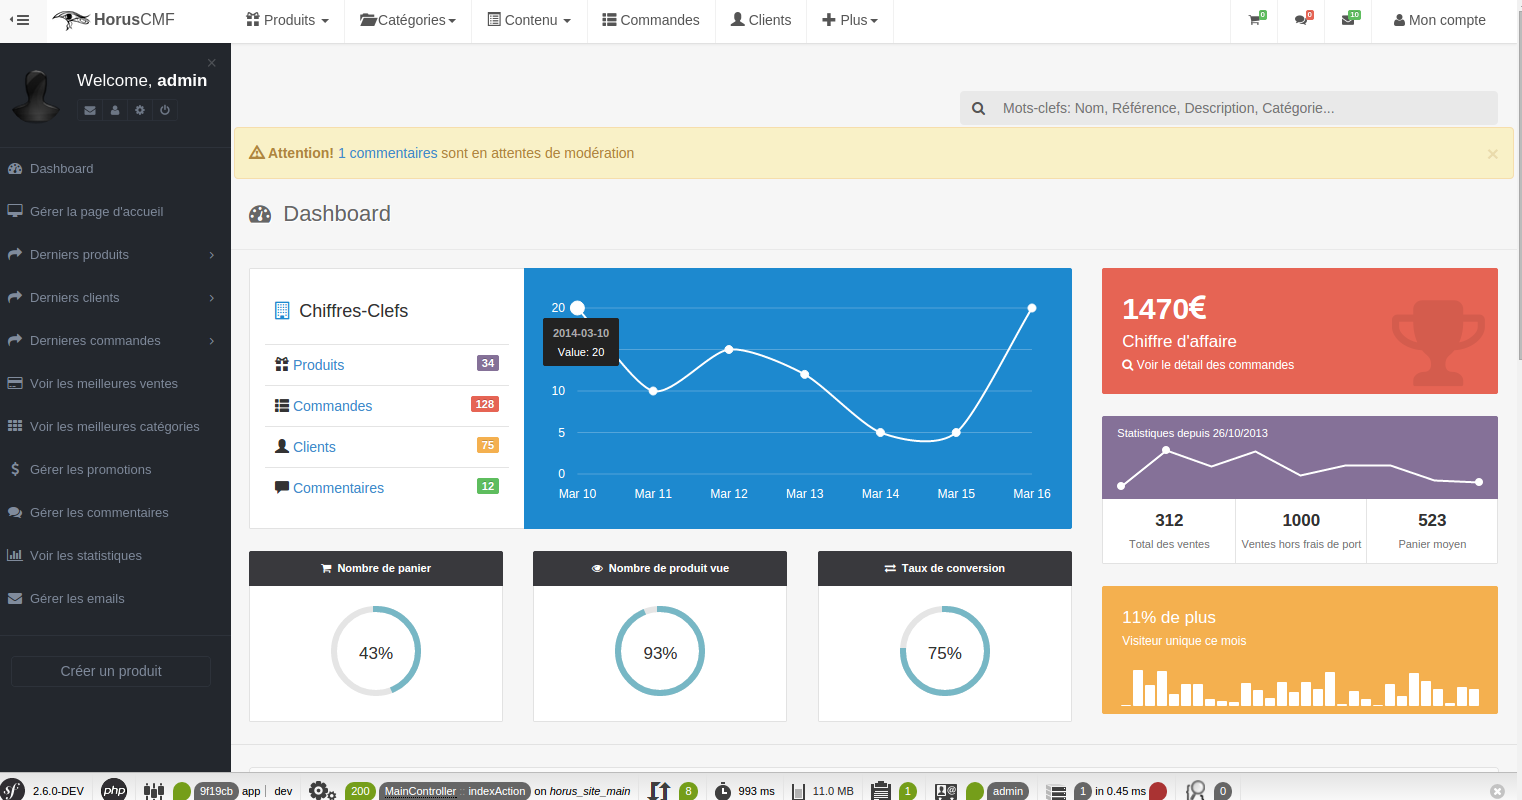 HorusCMF
Produits
Catégories
Contenu
Commandes
Clients
Plus
0
0
10
Mon compte
×
Welcome, admin
Dashboard
Gérer la page d'accueil
Derniers produits
Derniers clients
Dernieres commandes
Voir les meilleures ventes
Voir les meilleures catégories
Gérer les promotions
Gérer les commentaires
Voir les statistiques
Gérer les emails
Créer un produit
Mots-clefs: Nom, Référence, Description, Catégorie...
Attention! 1 commentaires sont en attentes de modération
×
Dashboard
Chiffres-Clefs
Produits 34
Commandes 128
Clients 75
Commentaires 12
20
10
5
0
2014-03-10
Value: 20
Mar 10 Mar 11 Mar 12 Mar 13 Mar 14 Mar 15 Mar 16
1470€
Chiffre d'affaire
Voir le détail des commandes
Statistiques depuis 26/10/2013
312 1000 523
Total des ventes Ventes hors frais de port Panier moyen
Nombre de panier
43%
Nombre de produit vue
93%
Taux de conversion
75%
11% de plus
Visiteur unique ce mois
sf 2.6.0-DEV php 9f19cb app | dev 200 MainController :: indexAction on horus_site_main 8 993 ms 11.0 MB 1 admin 1 in 0.45 ms 0